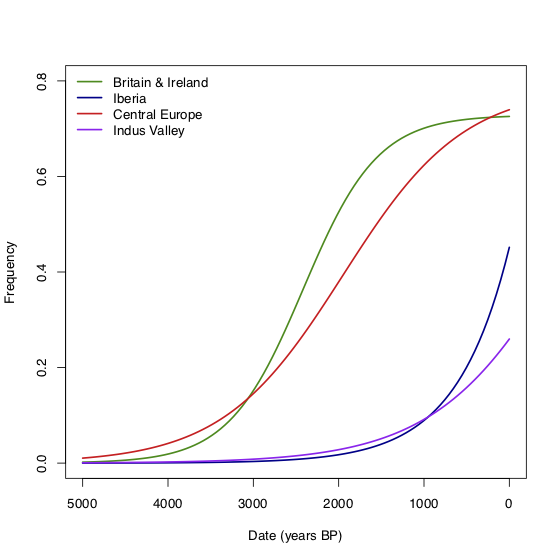 Britain & Ireland
Iberia
Central Europe
Indus Valley
0.8
0.6
0.4
0.2
0.0
Frequency
5000 4000 3000 2000 1000 0
Date (years BP)